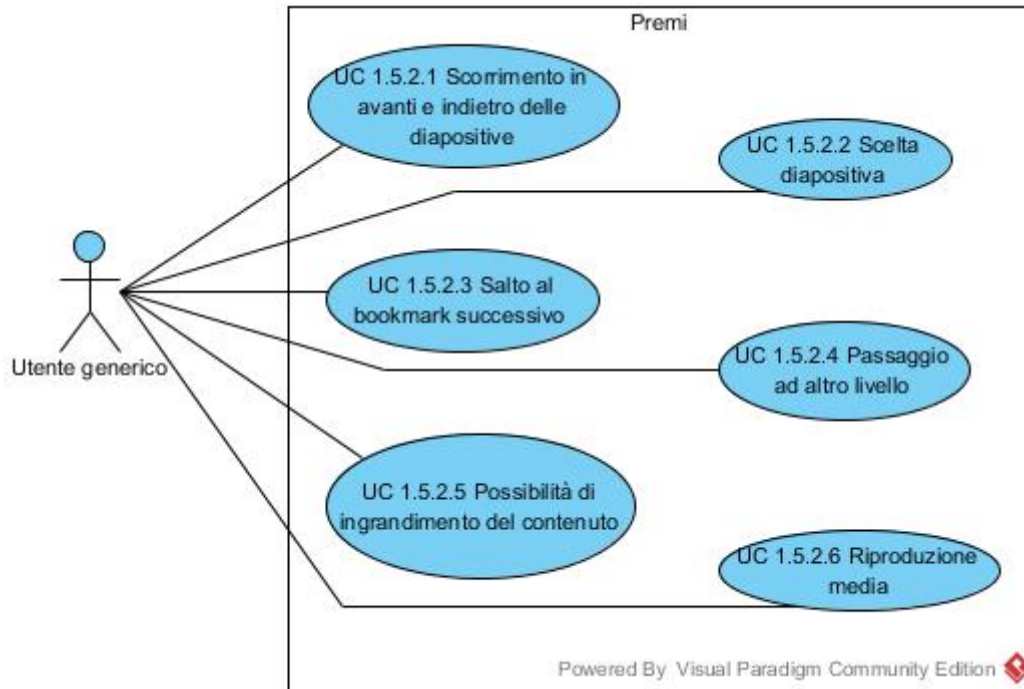 Premi
UC 1.5.2.1 Scorrimento in
avanti e indietro delle
diapositive
UC 1.5.2.2 Scelta
diapositiva
UC 1.5.2.3 Salto al
bookmark successivo
Utente generico
UC 1.5.2.4 Passaggio
ad altro livello
UC 1.5.2.5 Possibilità di
ingrandimento del contenuto
UC 1.5.2.6 Riproduzione
media
Powered By Visual Paradigm Community Edition